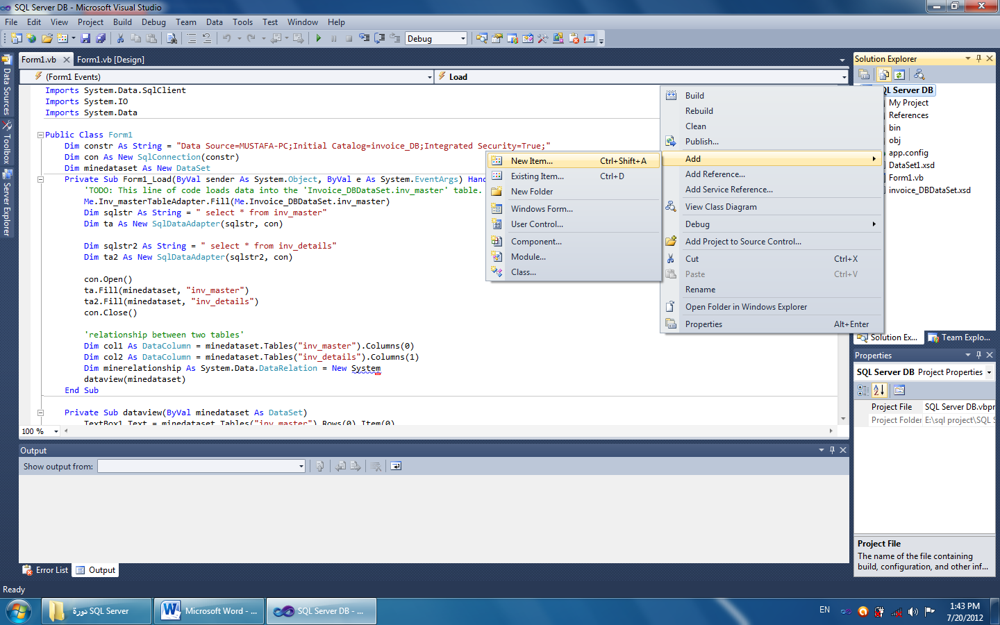 SQL Server DB - Microsoft Visual Studio
File Edit View Project Build Debug Team Data Tools Test Window Help
Debug
Form1.vb
Form1.vb [Design]
(Form1 Events)
Load
Data Sources
Toolbox
Server Explorer
Imports System.Data.SqlClient
Imports System.IO
Imports System.Data
Public Class Form1
Dim constr As String = "Data Source=MUSTAFA-PC;Initial Catalog=invoice_DB;Integrated Security=True;"
Dim con As New SqlConnection(constr)
Dim minedataset As New DataSet
Private Sub Form1_Load(ByVal sender As System.Object, ByVal e As System.EventArgs) Hand
'TODO: This line of code loads data into the 'Invoice_DBDataSet.inv_master' table.
Me.Inv_masterTableAdapter.Fill(Me.Invoice_DBDataSet.inv_master)
Dim sqlstr As String = " select * from inv_master"
Dim ta As New SqlDataAdapter(sqlstr, con)
Dim sqlstr2 As String = " select * from inv_details"
Dim ta2 As New SqlDataAdapter(sqlstr2, con)
con.Open()
ta.Fill(minedataset, "inv_master")
ta2.Fill(minedataset, "inv_details")
con.Close()
'relationship between two tables'
Dim col1 As DataColumn = minedataset.Tables("inv_master").Columns(0)
Dim col2 As DataColumn = minedataset.Tables("inv_details").Columns(1)
Dim minerelationship As System.Data.DataRelation = New System
dataview(minedataset)
End Sub
Private Sub dataview(ByVal minedataset As DataSet)
TextBox1.Text = minedataset.Tables("inv_master").Rows(0).Item(0)
100 %
New Item... Ctrl+Shift+A
Existing Item... Ctrl+D
New Folder
Windows Form...
User Control...
Component...
Module...
Class...
Build
Rebuild
Clean
Publish...
Add
Add Reference...
Add Service Reference...
View Class Diagram
Debug
Add Project to Source Control...
Cut Ctrl+X
Paste Ctrl+V
Rename
Open Folder in Windows Explorer
Properties Alt+Enter
Solution Explorer
QL Server DB
My Project
References
bin
obj
app.config
DataSet1.xsd
Form1.vb
invoice_DBDataSet.xsd
Solution Ex...
Team Explo...
Properties
SQL Server DB Project Properties
Project File SQL Server DB.vbpr
Project Folder E:\sql project\SQL S
Project File
The name of the file containing
build, configuration, and other inf...
Output
Show output from:
Error List
Output
Ready
دورة SQL Server
Microsoft Word - ...
SQL Server DB - ...
EN
1:43 PM
7/20/2012